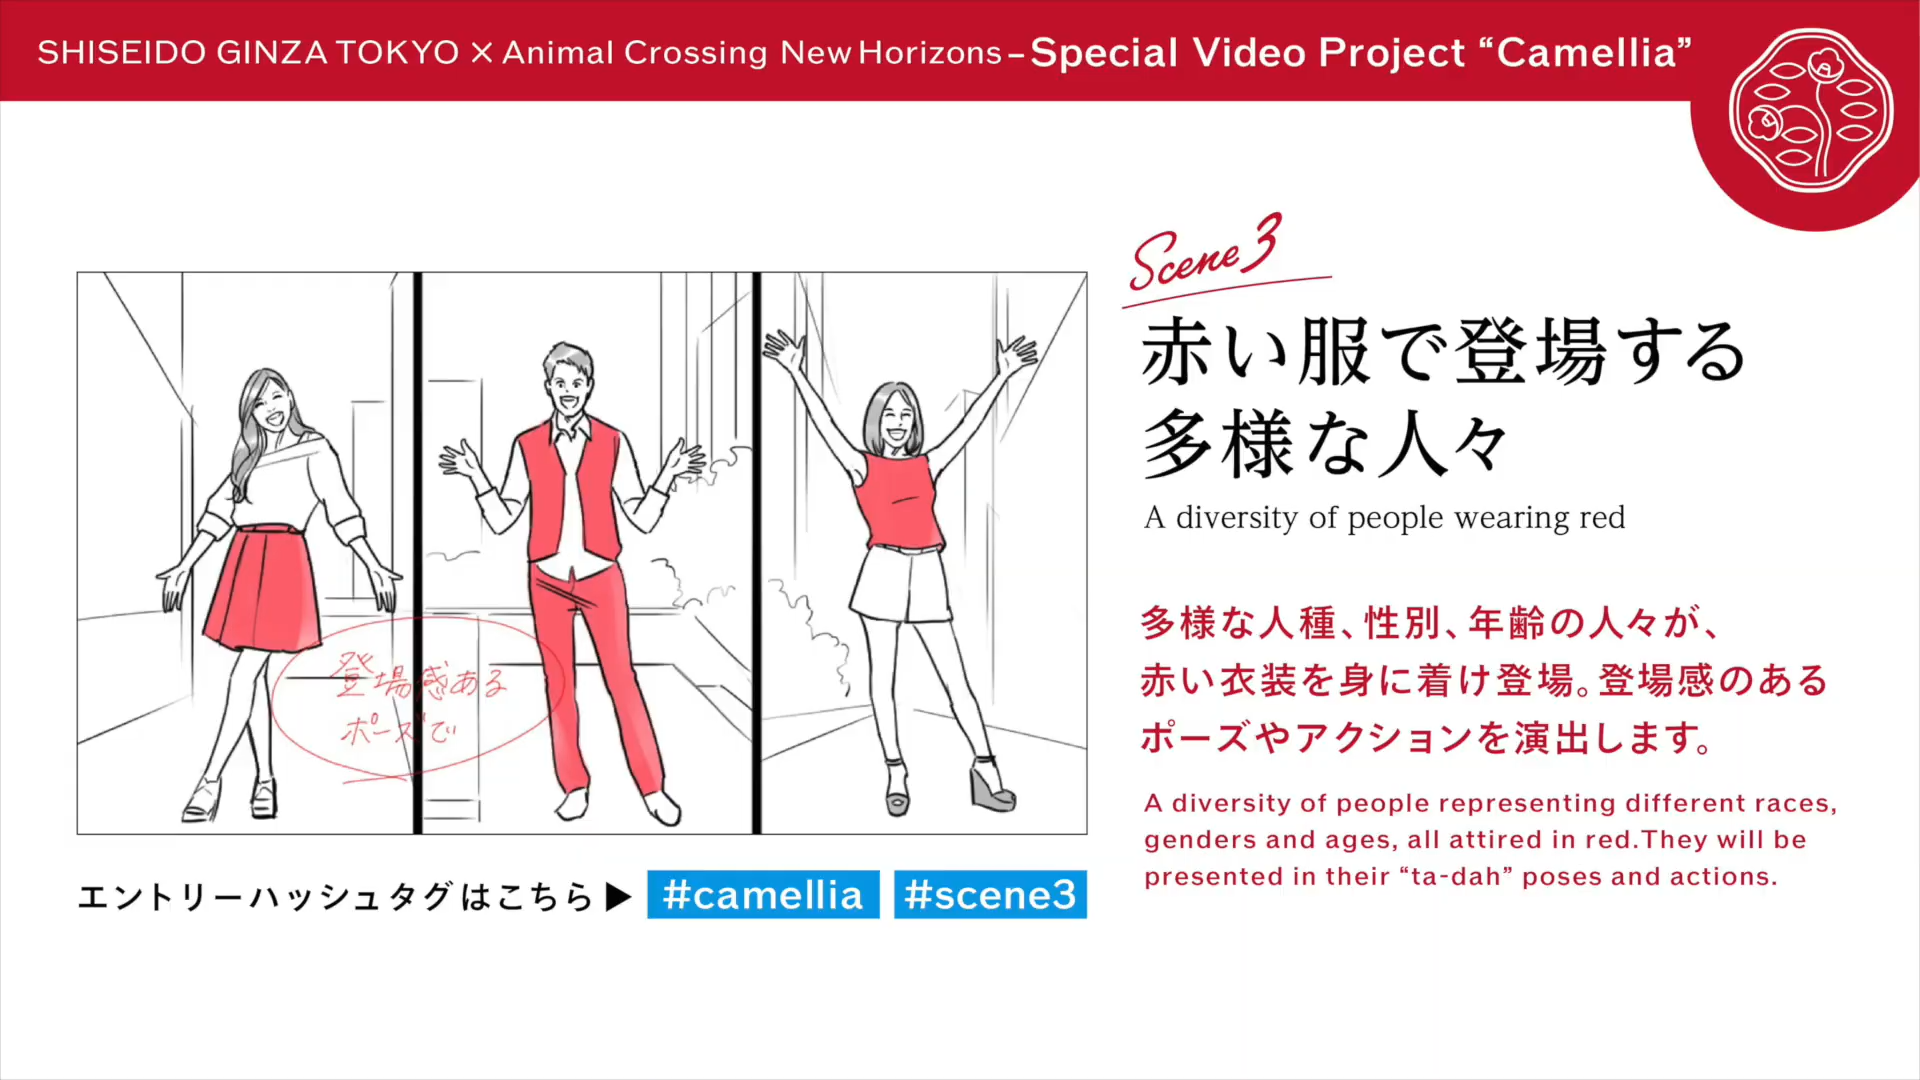 SHISEIDO GINZA TOKYO × Animal Crossing New Horizons – Special Video Project “Camellia”
Scene 3
赤い服で登場する
多様な人々
A diversity of people wearing red
多様な人種、性別、年齢の人々が、
赤い衣装を身に着け登場。登場感のある
ポーズやアクションを演出します。
A diversity of people representing different races,
genders and ages, all attired in red.They will be
presented in their “ta-dah” poses and actions.
登場感ある
ポーズで
エントリーハッシュタグはこちら▶ #camellia #scene3